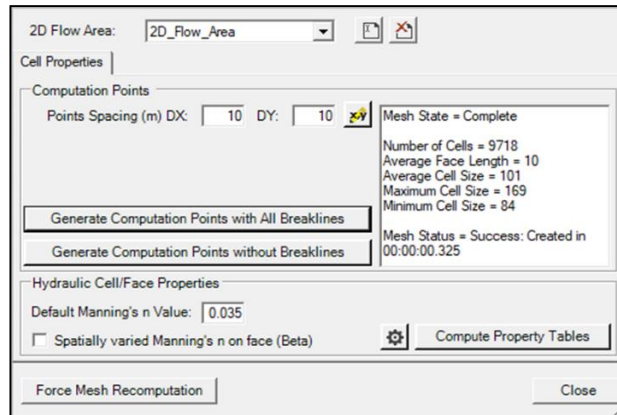 2D Flow Area: 2D_Flow_Area
Cell Properties
Computation Points
Points Spacing (m) DX: 10 DY: 10
Mesh State = Complete
Number of Cells = 9718
Average Face Length = 10
Average Cell Size = 101
Maximum Cell Size = 169
Minimum Cell Size = 84
Mesh Status = Success: Created in
00:00:00.325
Generate Computation Points with All Breaklines
Generate Computation Points without Breaklines
Hydraulic Cell/Face Properties
Default Manning's n Value: 0.035
Spatially varied Manning's n on face (Beta)
Compute Property Tables
Force Mesh Recomputation
Close